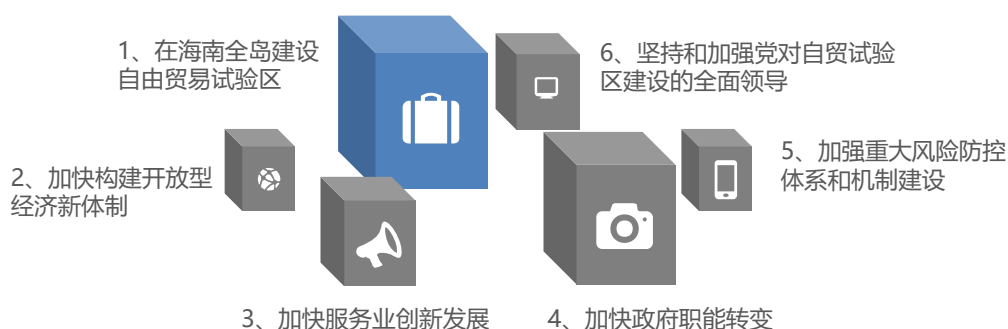 1、在海南全岛建设
自由贸易试验区
2、加快构建开放型
经济新体制
3、加快服务业创新发展
4、加快政府职能转变
5、加强重大风险防控
体系和机制建设
6、坚持和加强党对自贸试验
区建设的全面领导